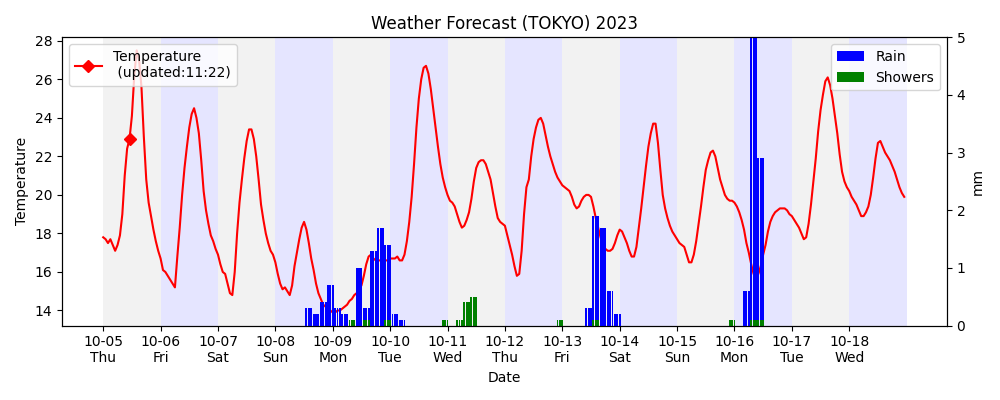 Weather Forecast (TOKYO) 2023
Temperature
(updated:11:22)
Rain
Showers
28
26
24
22
20
18
16
14
Temperature
5
4
3
2
1
0
mm
10-05 10-06 10-07 10-08 10-09 10-10 10-11 10-12 10-13 10-14 10-15 10-16 10-17 10-18
Thu Fri Sat Sun Mon Tue Wed Thu Fri Sat Sun Mon Tue Wed
Date